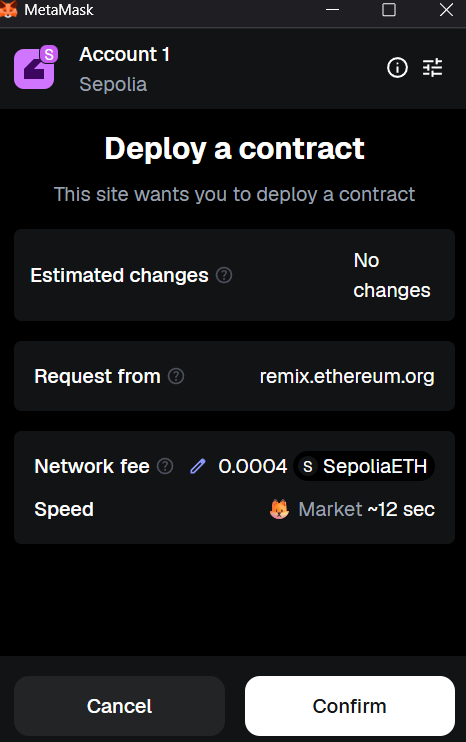 MetaMask
S
Account 1
Sepolia
Deploy a contract
This site wants you to deploy a contract
Estimated changes ? No
changes
Request from ? remix.ethereum.org
Network fee ? 0.0004 S SepoliaETH
Speed Market ~12 sec
Cancel Confirm